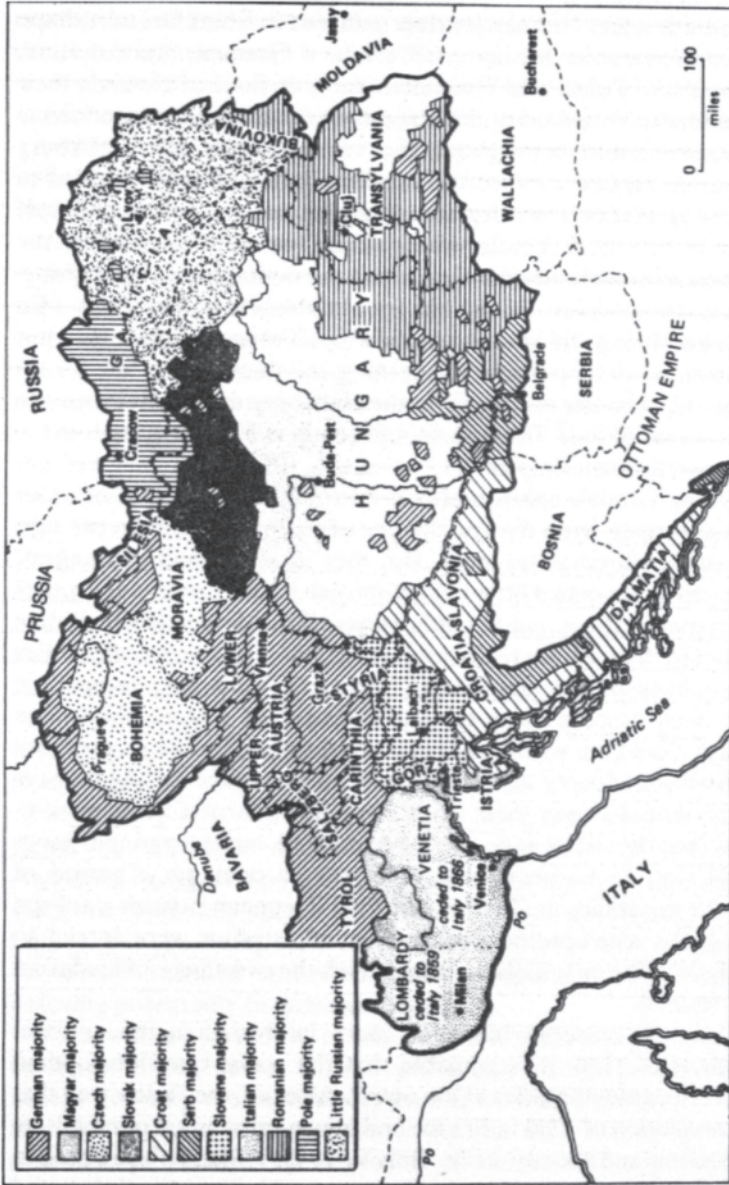 German majority
Magyar majority
Czech majority
Slovak majority
Croat majority
Serb majority
Slovene majority
Italian majority
Romanian majority
Pole majority
Little Russian majority
PRUSSIA
RUSSIA
Prague
BOHEMIA
MORAVIA
SILESIA
Cracow
G A
Jassy
MOLDAVIA
BUKOVINA
Danube
BAVARIA
UPPER
LOWER
AUSTRIA
Vienna
SALZBERG
TYROL
CARINTHIA
STYRIA
Graz
Laibach
Buda-Pest
H U N G A R Y
Cluj
TRANSYLVANIA
WALLACHIA
Bucharest
LOMBARDY
ceded to
Italy 1859
Milan
VENETIA
ceded to
Italy 1866
Venice
Trieste
ISTRIA
CROATIA-SLAVONIA
Belgrade
SERBIA
BOSNIA
OTTOMAN EMPIRE
DALMATIA
Adriatic Sea
ITALY
Po
Po
0 100
miles